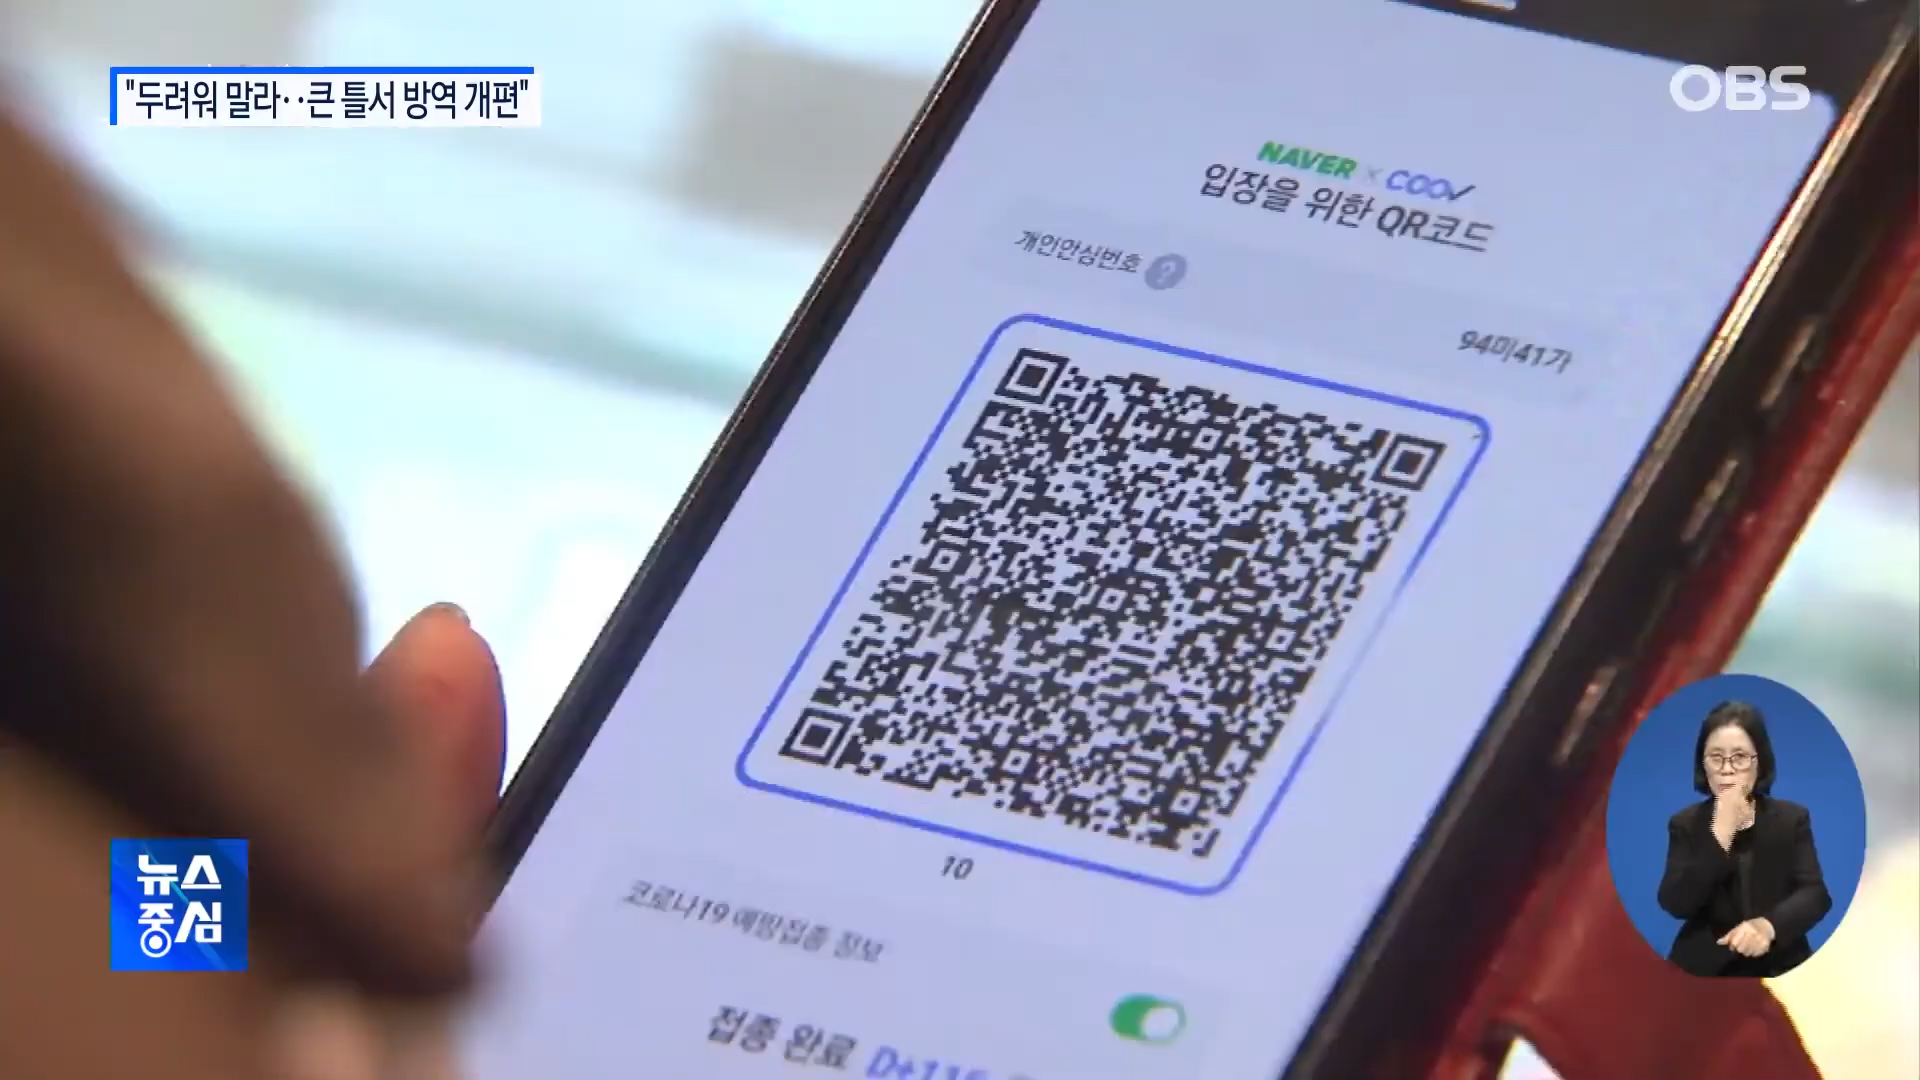 "두려워 말라‥큰 틀서 방역 개편"
OBS
NAVER × COOV
입장을 위한 QR코드
개인안심번호 ?
94미41가
10
코로나19 예방접종 정보
접종 완료 D+115
뉴스
중심